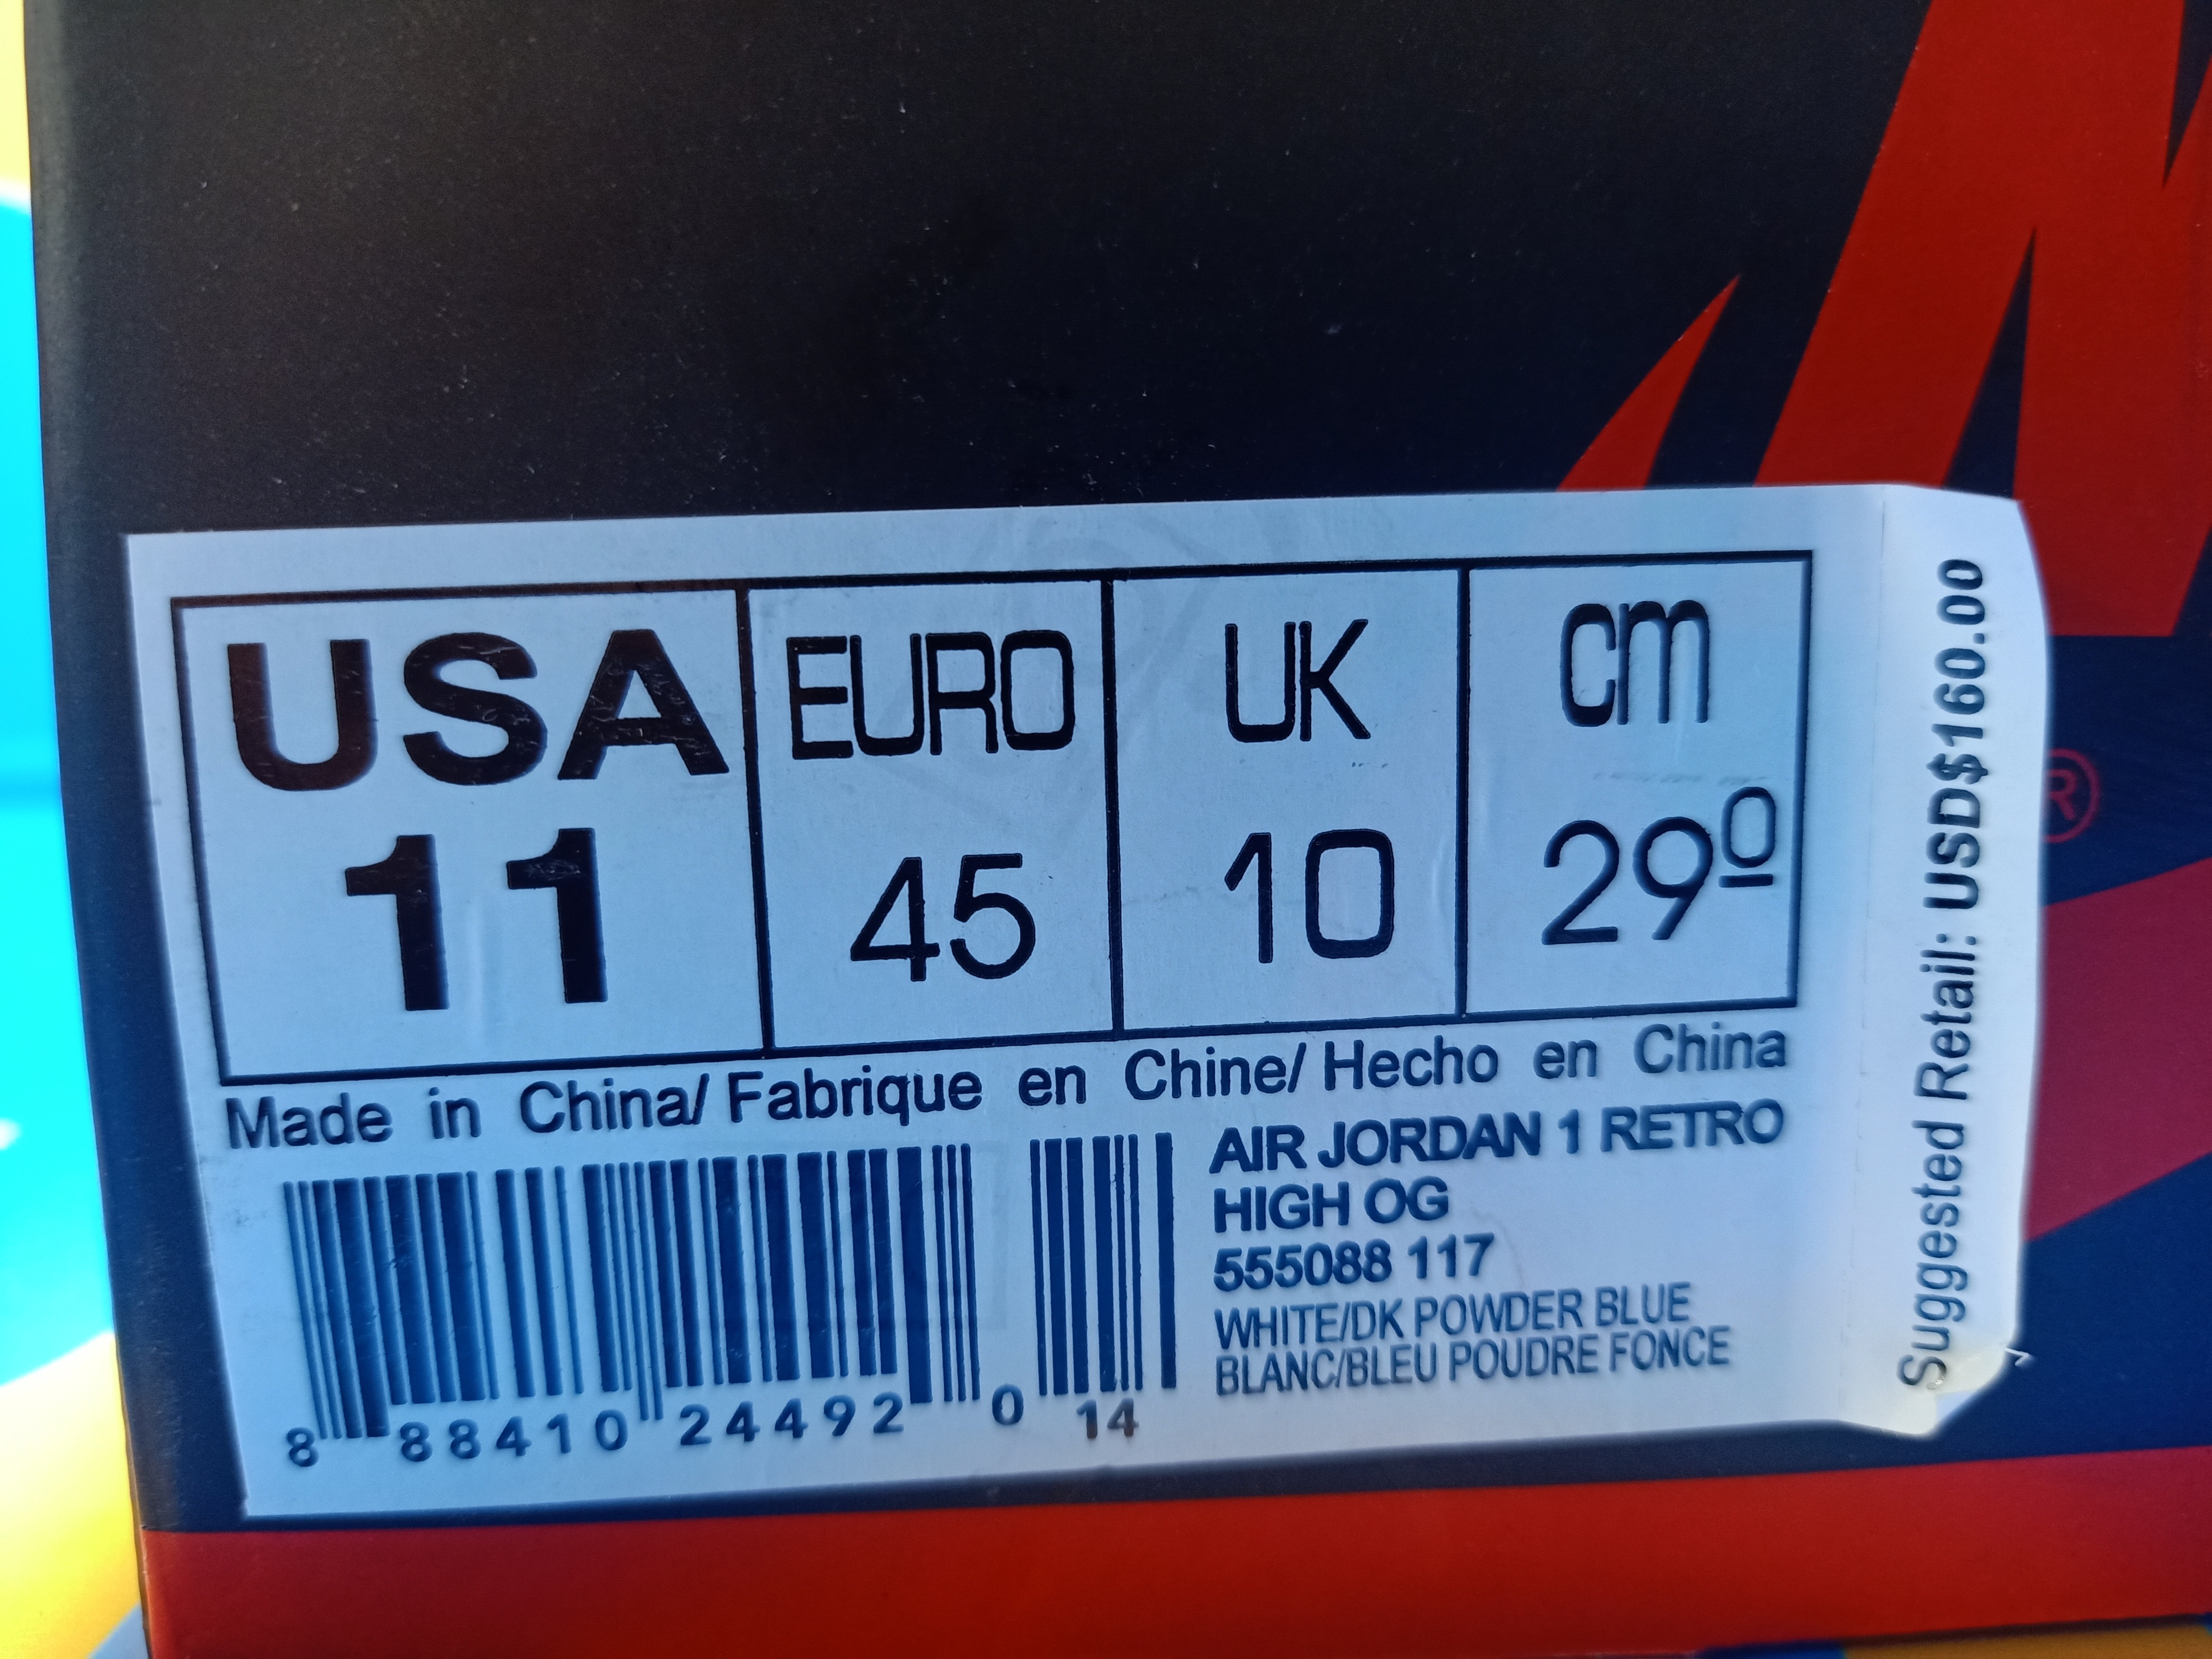 USA EURO UK cm
11 45 10 29º
Made in China/ Fabrique en Chine/ Hecho en China
AIR JORDAN 1 RETRO
HIGH OG
555088 117
WHITE/DK POWDER BLUE
BLANC/BLEU POUDRE FONCE
8 88410 24492 0 14
Suggested Retail: USD$160.00
®